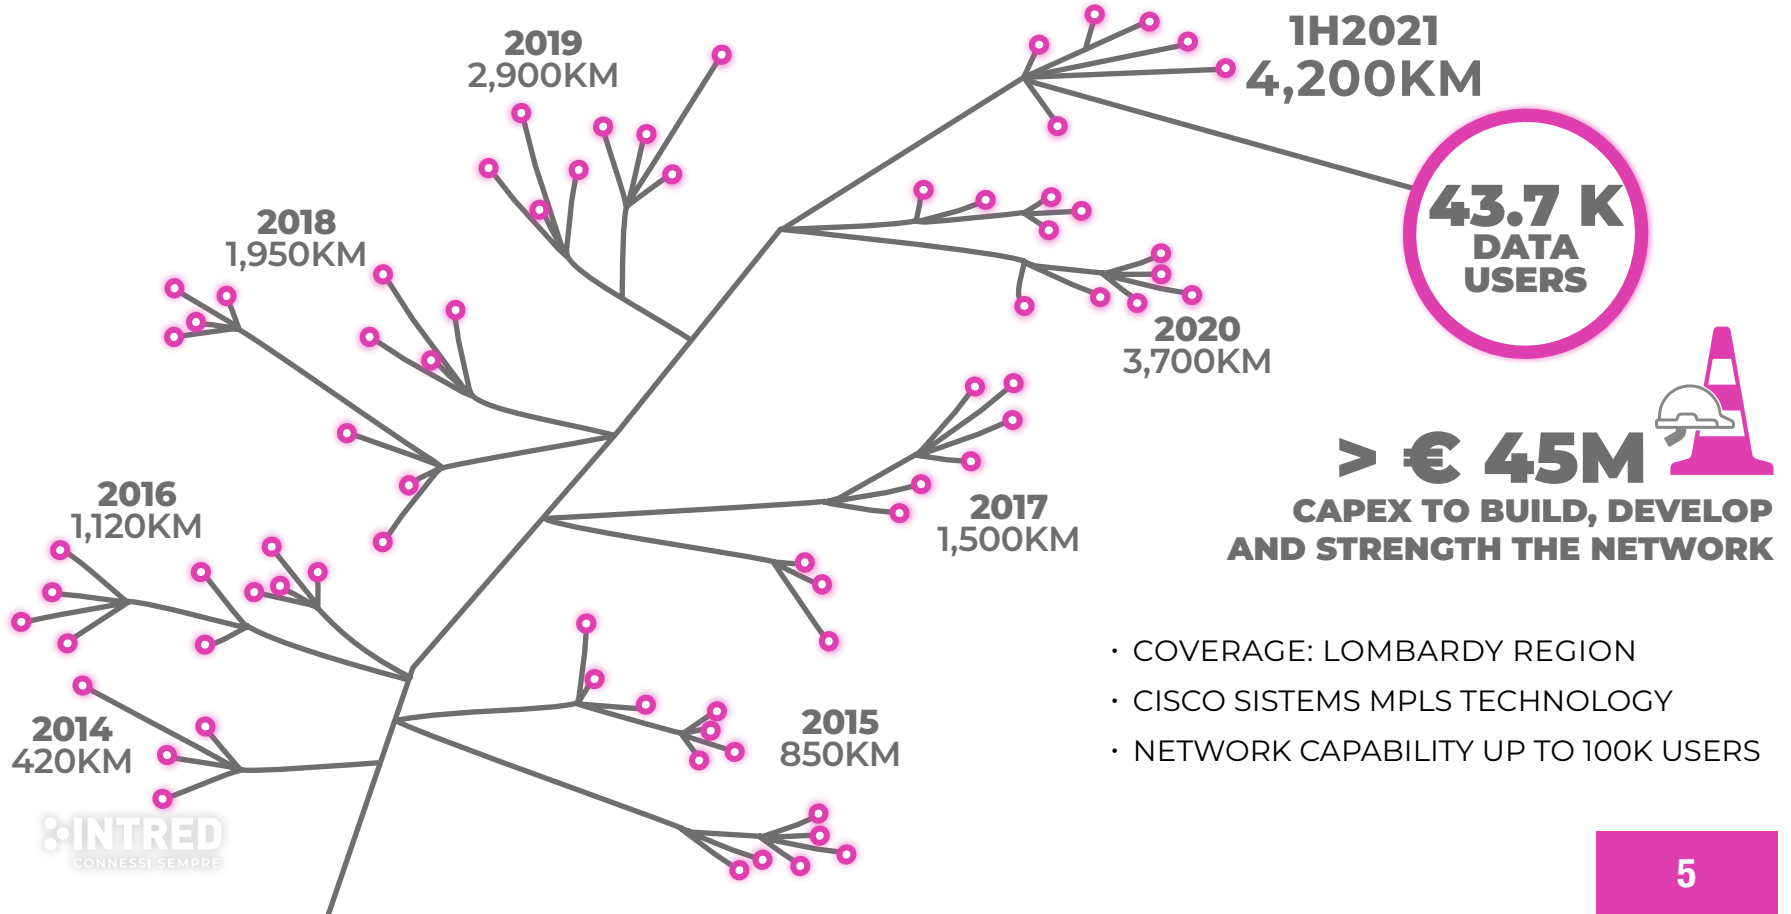 2019
2,900KM
1H2021
4,200KM
2018
1,950KM
43.7 K
DATA
USERS
2020
3,700KM
> € 45M
CAPEX TO BUILD, DEVELOP
AND STRENGTH THE NETWORK
2016
1,120KM
2017
1,500KM
· COVERAGE: LOMBARDY REGION
· CISCO SISTEMS MPLS TECHNOLOGY
· NETWORK CAPABILITY UP TO 100K USERS
2014
420KM
2015
850KM
INTRED
CONNESSI SEMPRE
5